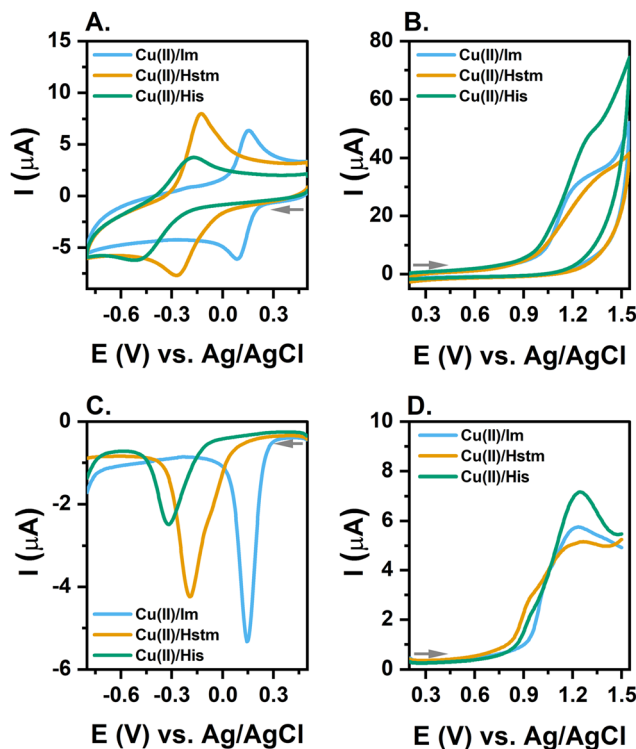 A.
15
10
5
0
-5
I (μA)
Cu(II)/Im
Cu(II)/Hstm
Cu(II)/His
-0.6 -0.3 0.0 0.3
E (V) vs. Ag/AgCl
B.
80
60
40
20
0
I (μA)
Cu(II)/Im
Cu(II)/Hstm
Cu(II)/His
0.3 0.6 0.9 1.2 1.5
E (V) vs. Ag/AgCl
C.
0
-2
-4
-6
I (μA)
Cu(II)/Im
Cu(II)/Hstm
Cu(II)/His
-0.6 -0.3 0.0 0.3
E (V) vs. Ag/AgCl
D.
10
8
6
4
2
0
I (μA)
Cu(II)/Im
Cu(II)/Hstm
Cu(II)/His
0.3 0.6 0.9 1.2 1.5
E (V) vs. Ag/AgCl